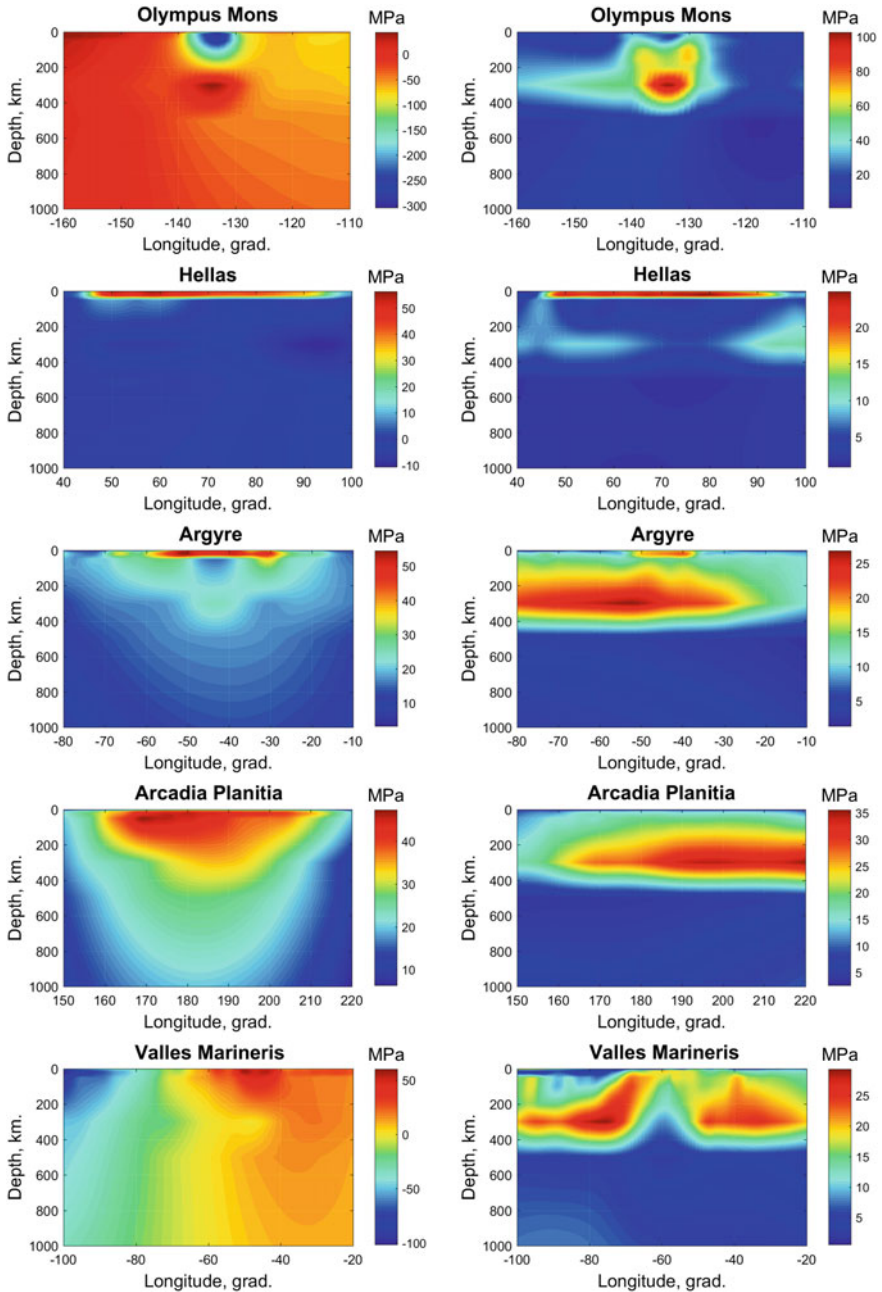 Olympus Mons
MPa
0
200
400
600
800
1000
Depth, km.
-160 -150 -140 -130 -120 -110
Longitude, grad.
0
-50
-100
-150
-200
-250
-300
Olympus Mons
MPa
0
200
400
600
800
1000
Depth, km.
-160 -150 -140 -130 -120 -110
Longitude, grad.
100
80
60
40
20
Hellas
MPa
0
200
400
600
800
1000
Depth, km.
40 50 60 70 80 90 100
Longitude, grad.
50
40
30
20
10
0
-10
Hellas
MPa
0
200
400
600
800
1000
Depth, km.
40 50 60 70 80 90 100
Longitude, grad.
20
15
10
5
Argyre
MPa
0
200
400
600
800
1000
Depth, km.
-80 -70 -60 -50 -40 -30 -20 -10
Longitude, grad.
50
40
30
20
10
Argyre
MPa
0
200
400
600
800
1000
Depth, km.
-80 -70 -60 -50 -40 -30 -20 -10
Longitude, grad.
25
20
15
10
5
Arcadia Planitia
MPa
0
200
400
600
800
1000
Depth, km.
150 160 170 180 190 200 210 220
Longitude, grad.
40
30
20
10
Arcadia Planitia
MPa
0
200
400
600
800
1000
Depth, km.
150 160 170 180 190 200 210 220
Longitude, grad.
35
30
25
20
15
10
5
Valles Marineris
MPa
0
200
400
600
800
1000
Depth, km.
-100 -80 -60 -40 -20
Longitude, grad.
50
0
-50
-100
Valles Marineris
MPa
0
200
400
600
800
1000
Depth, km.
-100 -80 -60 -40 -20
Longitude, grad.
25
20
15
10
5